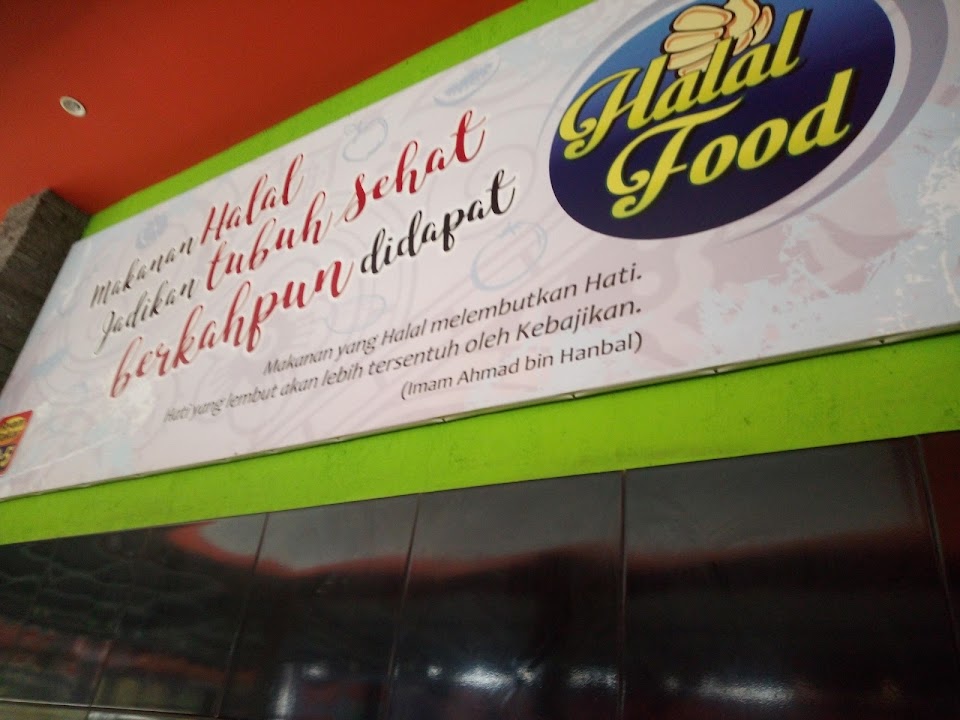 Makanan Halal
Jadikan tubuh Sehat
berkahpun didapat
Makanan yang Halal melembutkan Hati.
Hati yang lembut akan lebih tersentuh oleh Kebajikan.
(Imam Ahmad bin Hanbal)
Halal
Food